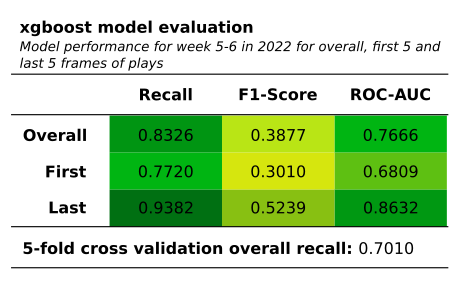 xgboost model evaluation
Model performance for week 5-6 in 2022 for overall, first 5 and
last 5 frames of plays
Recall F1-Score ROC-AUC
Overall 0.8326 0.3877 0.7666
First 0.7720 0.3010 0.6809
Last 0.9382 0.5239 0.8632
5-fold cross validation overall recall: 0.7010